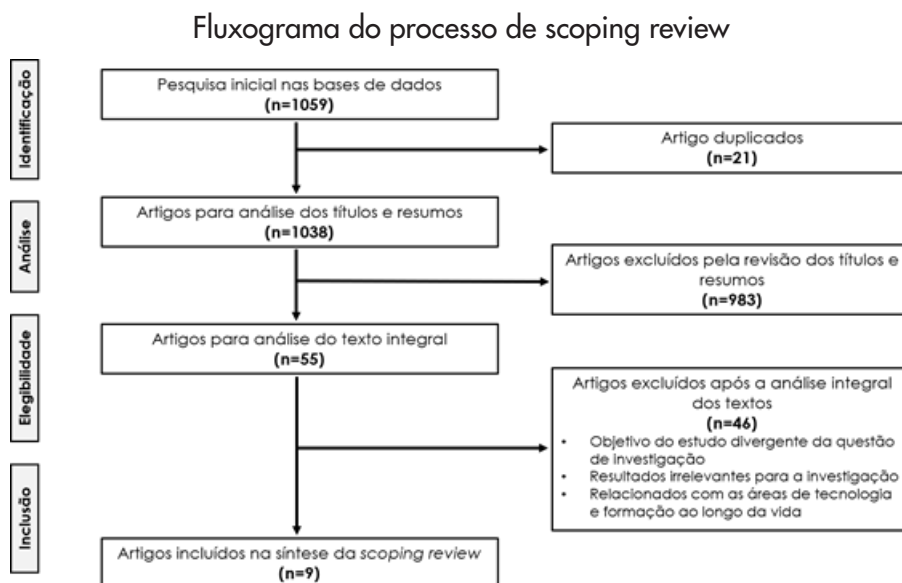 Fluxograma do processo de scoping review
Identificação
Pesquisa inicial nas bases de dados
(n=1059)
Artigo duplicados
(n=21)
Análise
Artigos para análise dos títulos e resumos
(n=1038)
Artigos excluídos pela revisão dos títulos e
resumos
(n=983)
Elegibilidade
Artigos para análise do texto integral
(n=55)
Artigos excluídos após a análise integral
dos textos
(n=46)
• Objetivo do estudo divergente da questão
de investigação
• Resultados irrelevantes para a investigação
• Relacionados com as áreas de tecnologia
e formação ao longo da vida
Inclusão
Artigos incluídos na síntese da scoping review
(n=9)